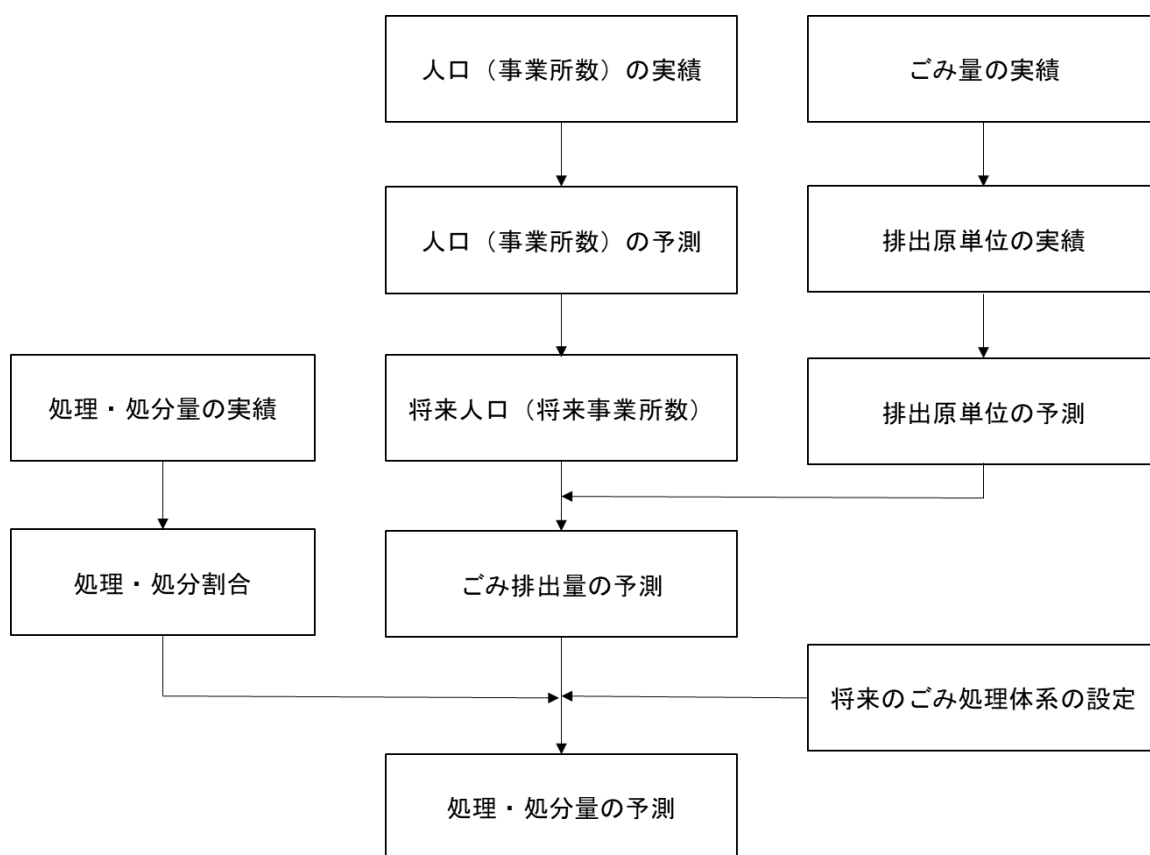 人口（事業所数）の実績
ごみ量の実績
人口（事業所数）の予測
排出原単位の実績
処理・処分量の実績
将来人口（将来事業所数）
排出原単位の予測
処理・処分割合
ごみ排出量の予測
将来のごみ処理体系の設定
処理・処分量の予測